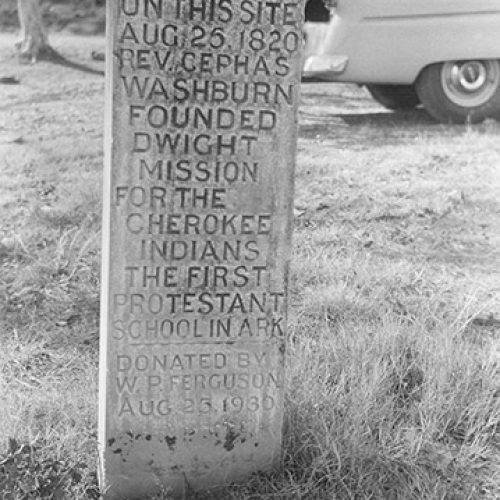 ON THIS SITE
AUG. 25, 1820
REV. CEPHAS
WASHBURN
FOUNDED
DWIGHT
MISSION
FOR THE
CHEROKEE
INDIANS
THE FIRST
PROTESTANT
SCHOOL IN ARK
DONATED BY
W. P. FERGUSON
AUG. 25, 1930